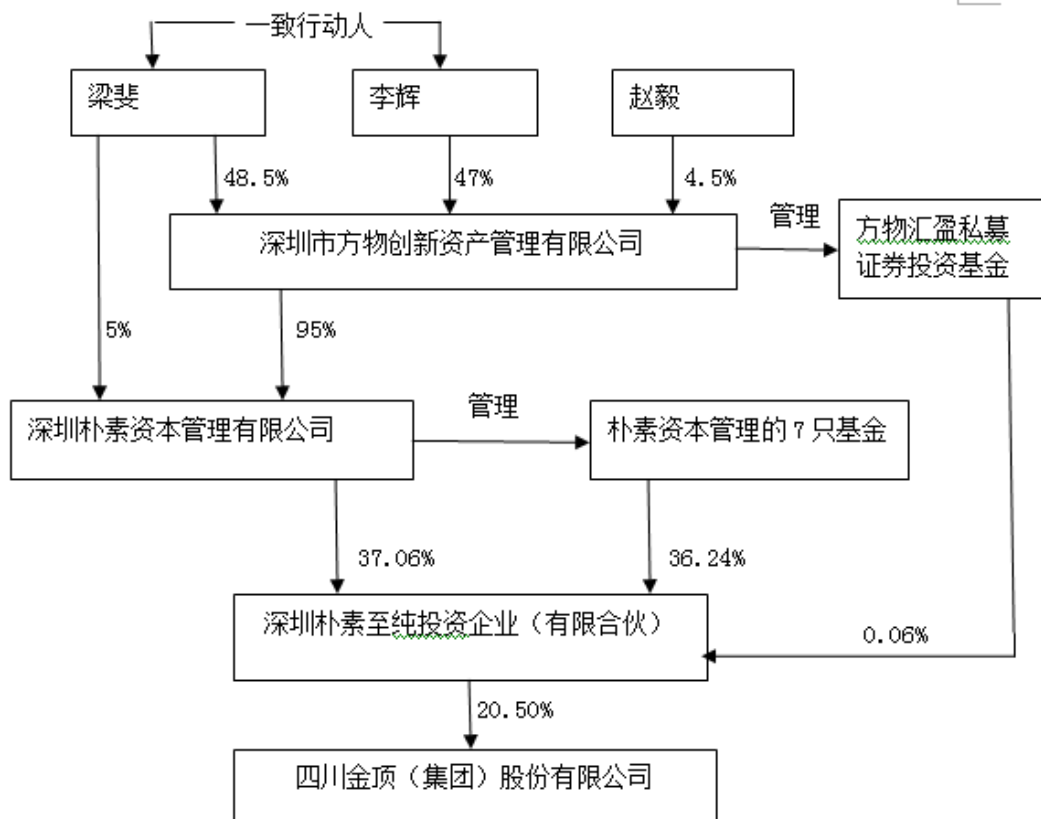 一致行动人
梁斐
李辉
赵毅
48.5%
47%
4.5%
管理
深圳市方物创新资产管理有限公司
方物汇盈私墓
证券投资基金
5%
95%
管理
深圳朴素资本管理有限公司
朴素资本管理的7只基金
37.06%
36.24%
深圳朴素至纯投资企业（有限合伙）
0.06%
20.50%
四川金顶（集团）股份有限公司